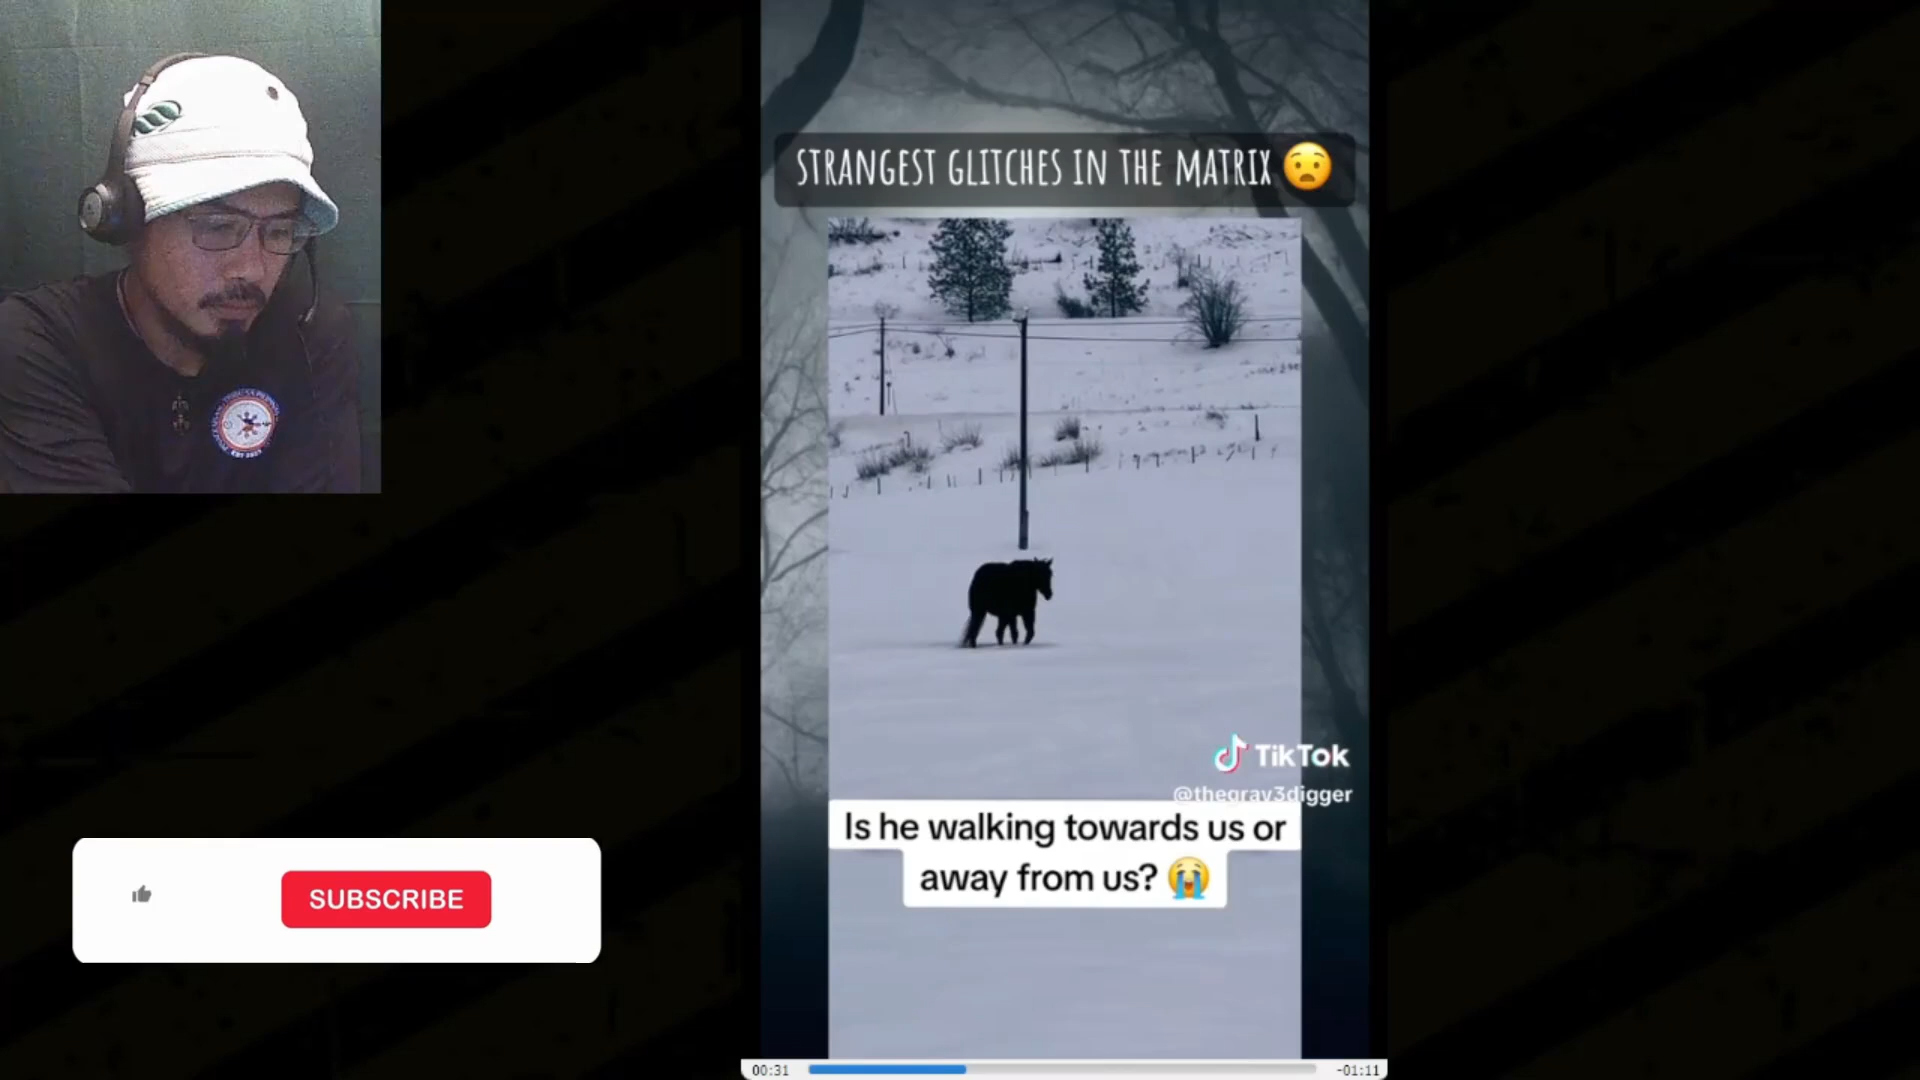 STRANGEST GLITCHES IN THE MATRIX 😧
TikTok
@thegrav3digger
Is he walking towards us or
away from us? 😭
SUBSCRIBE
00:31
-01:11